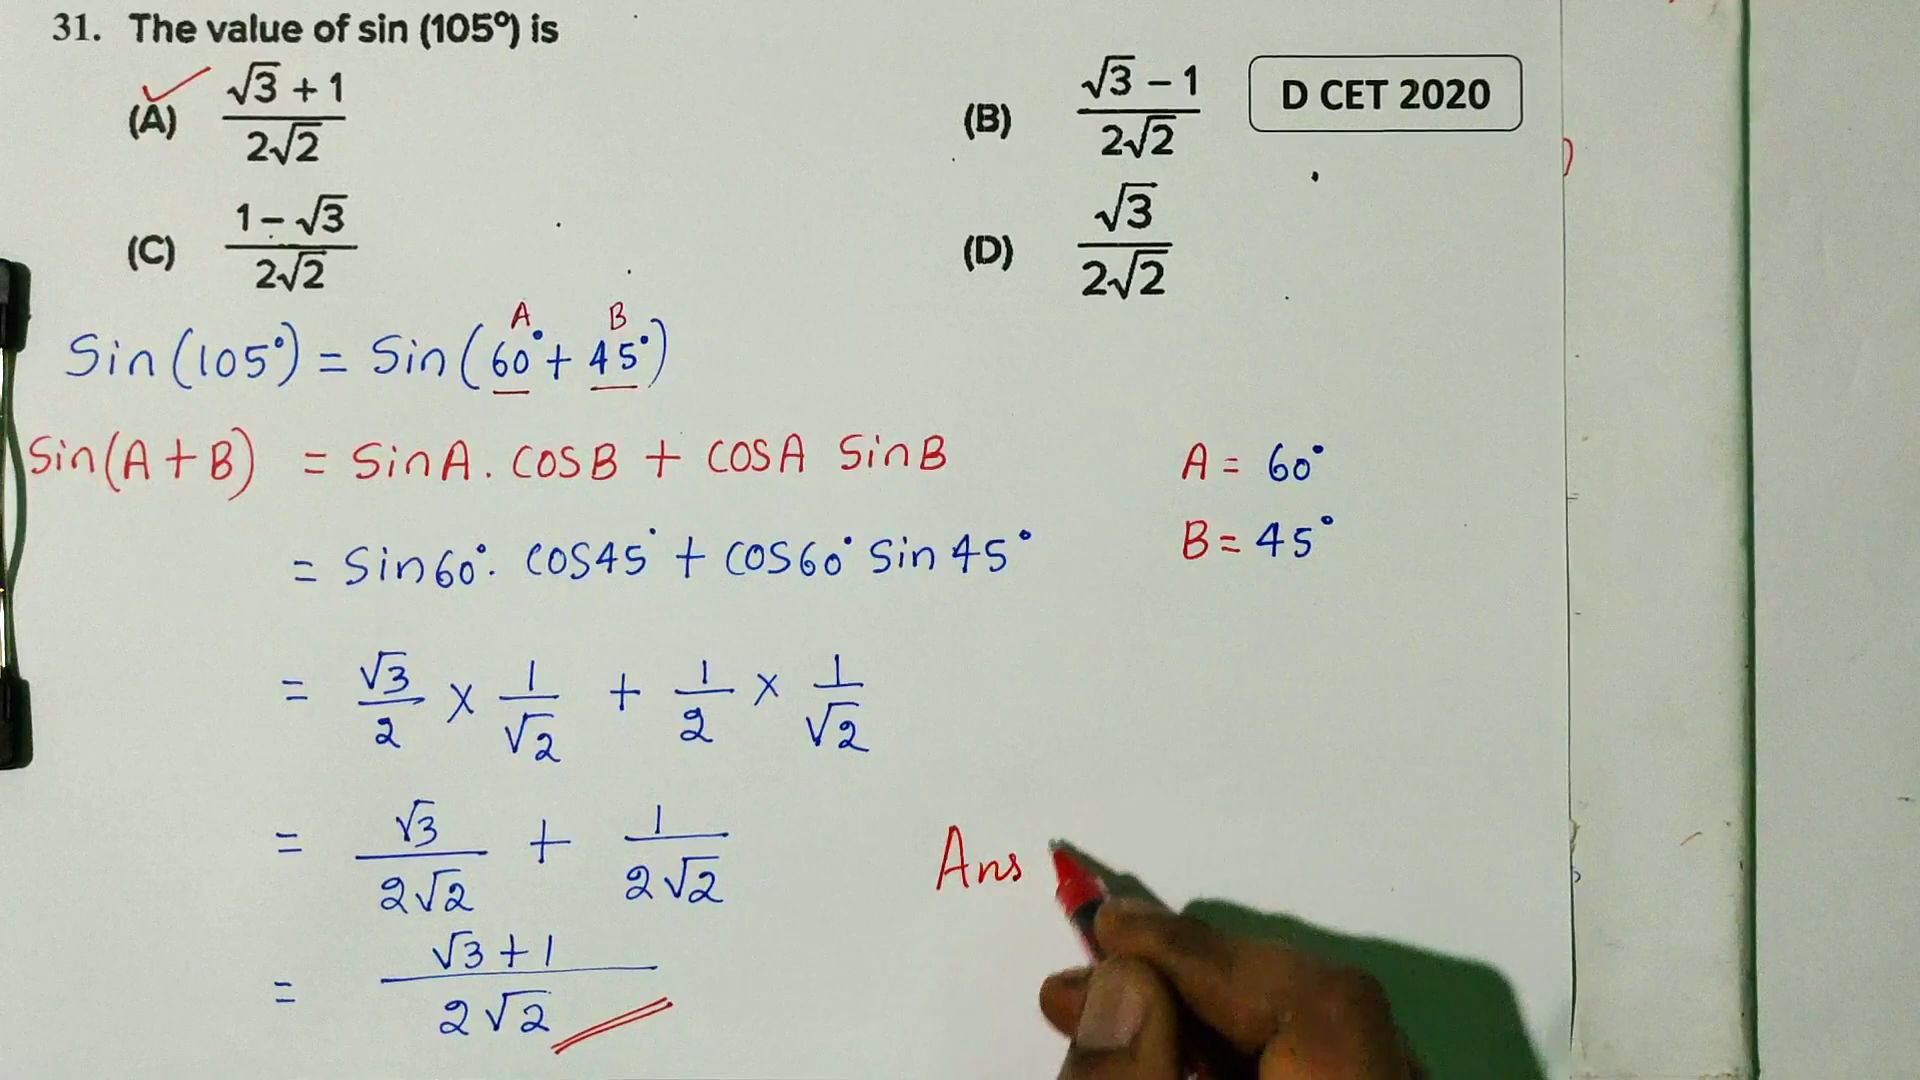 31. The value of sin (105°) is
(A) (√3 + 1)/(2√2) (B) (√3 − 1)/(2√2) D CET 2020
(C) (1 − √3)/(2√2) (D) √3/(2√2)
A B
Sin(105°) = Sin(60° + 45°)
Sin(A+B) = SinA . COSB + COSA SinB A = 60°
= Sin60° . COS45° + COS60° Sin45° B = 45°
= √3/2 × 1/√2 + 1/2 × 1/√2
= √3/(2√2) + 1/(2√2)
Ans
= (√3 + 1)/(2√2)